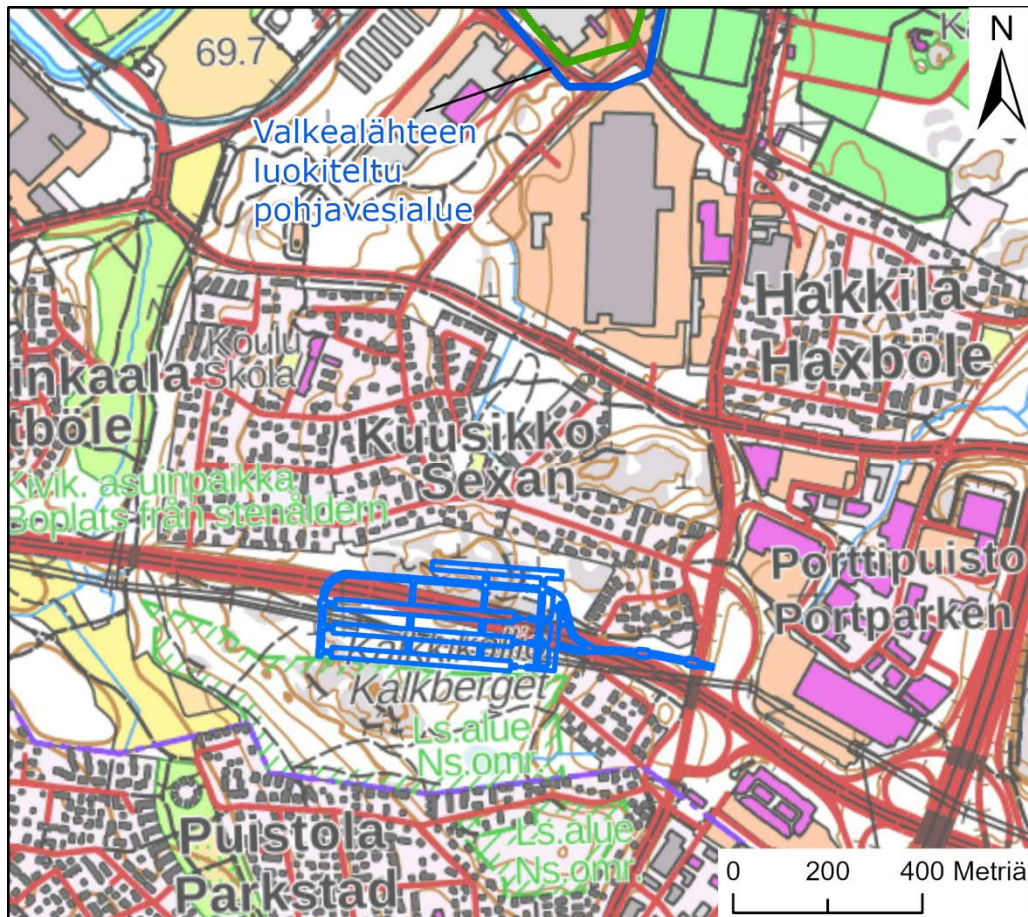 69.7
N
Valkealähteen
luokiteltu
pohjavesialue
Hakkila
Haxböle
Koulu
Skola
inkaala
tböle
Kuusikko
Sexan
Kivik. asuinpaikka
Boplats från stenåldern
Porttipuisto
Portparken
Kalkberget
Ls.alue
Ns.omr.
Puistola
Parkstad
Ls.alue
Ns.omr.
0 200 400 Metriä